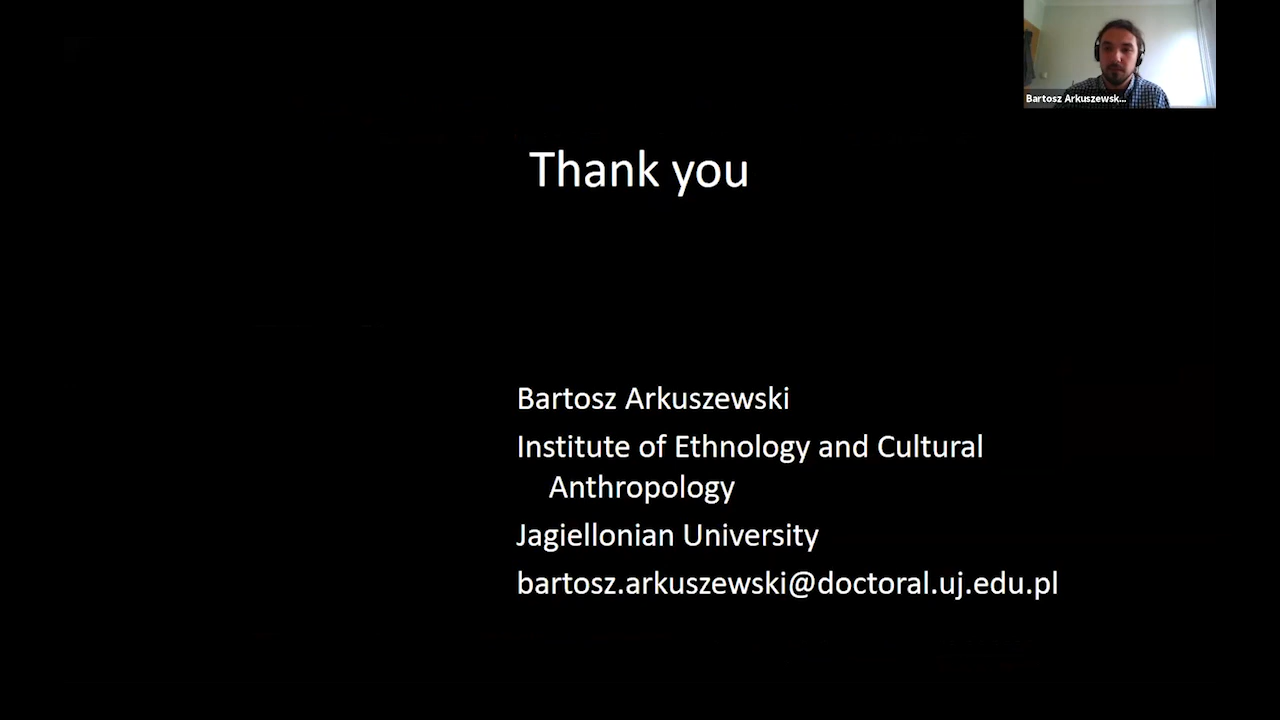 Bartosz Arkuszewsk...
Thank you
Bartosz Arkuszewski
Institute of Ethnology and Cultural
Anthropology
Jagiellonian University
bartosz.arkuszewski@doctoral.uj.edu.pl